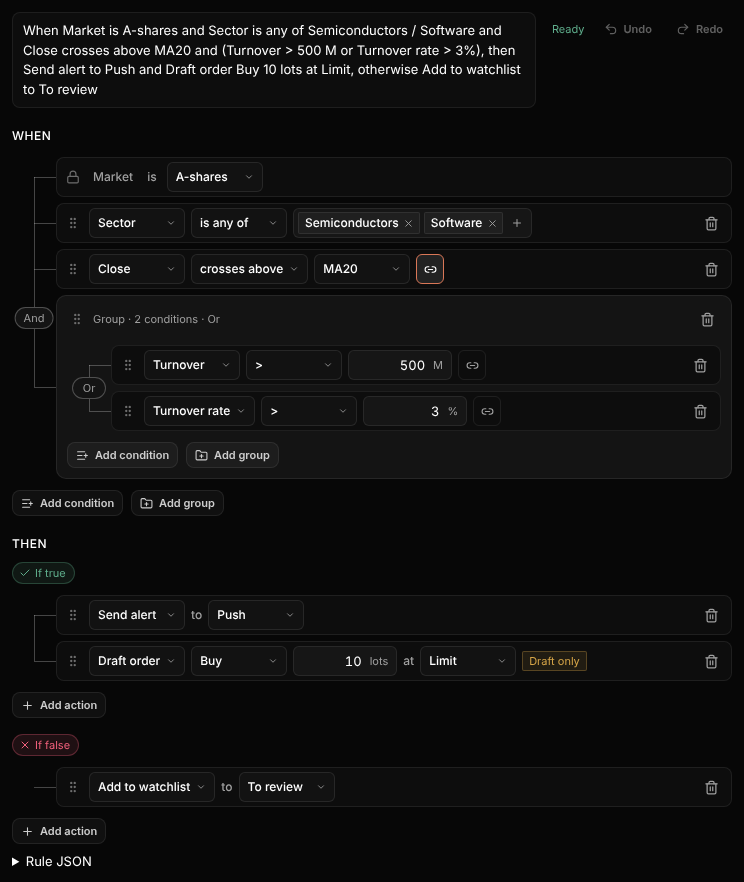 When Market is A-shares and Sector is any of Semiconductors / Software and
Close crosses above MA20 and (Turnover > 500 M or Turnover rate > 3%), then
Send alert to Push and Draft order Buy 10 lots at Limit, otherwise Add to watchlist
to To review
Ready Undo Redo
WHEN
Market is A-shares
Sector is any of Semiconductors Software
Close crosses above MA20
And
Group · 2 conditions · Or
Turnover > 500 M
Or
Turnover rate > 3 %
Add condition Add group
Add condition Add group
THEN
If true
Send alert to Push
Draft order Buy 10 lots at Limit Draft only
Add action
If false
Add to watchlist to To review
Add action
Rule JSON